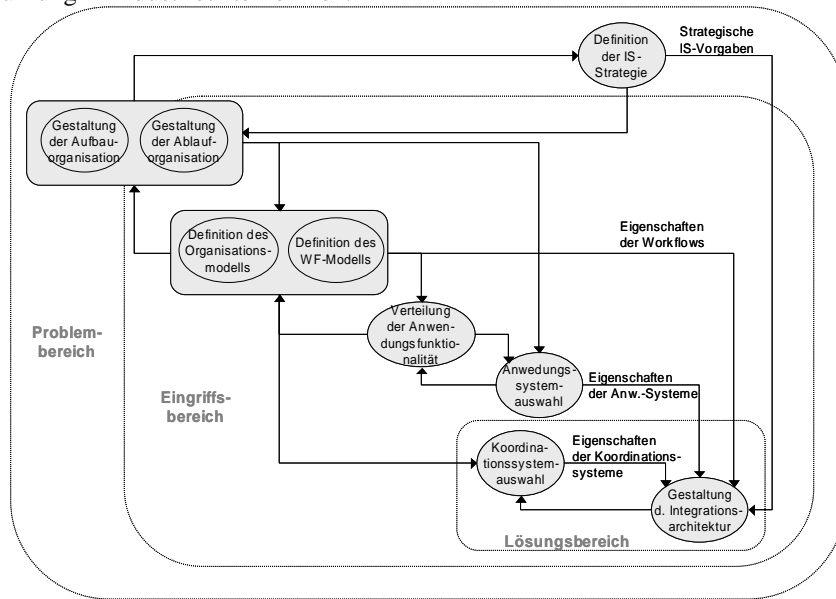 Definition
der IS-
Strategie
Strategische
IS-Vorgaben
Gestaltung
der Aufbau-
organisation
Gestaltung
der Ablauf-
organisation
Definition des
Organisations-
modells
Definition des
WF-Modells
Eigenschaften
der Workflows
Verteilung
der Anwen-
dungsfunktio-
nalität
Problem-
bereich
Eingriffs-
bereich
Anwedungs-
system-
auswahl
Eigenschaften
der Anw.-Systeme
Koordina-
tionssystem-
auswahl
Eigenschaften
der Koordinations-
systeme
Gestaltung
d. Integrations-
architektur
Lösungsbereich